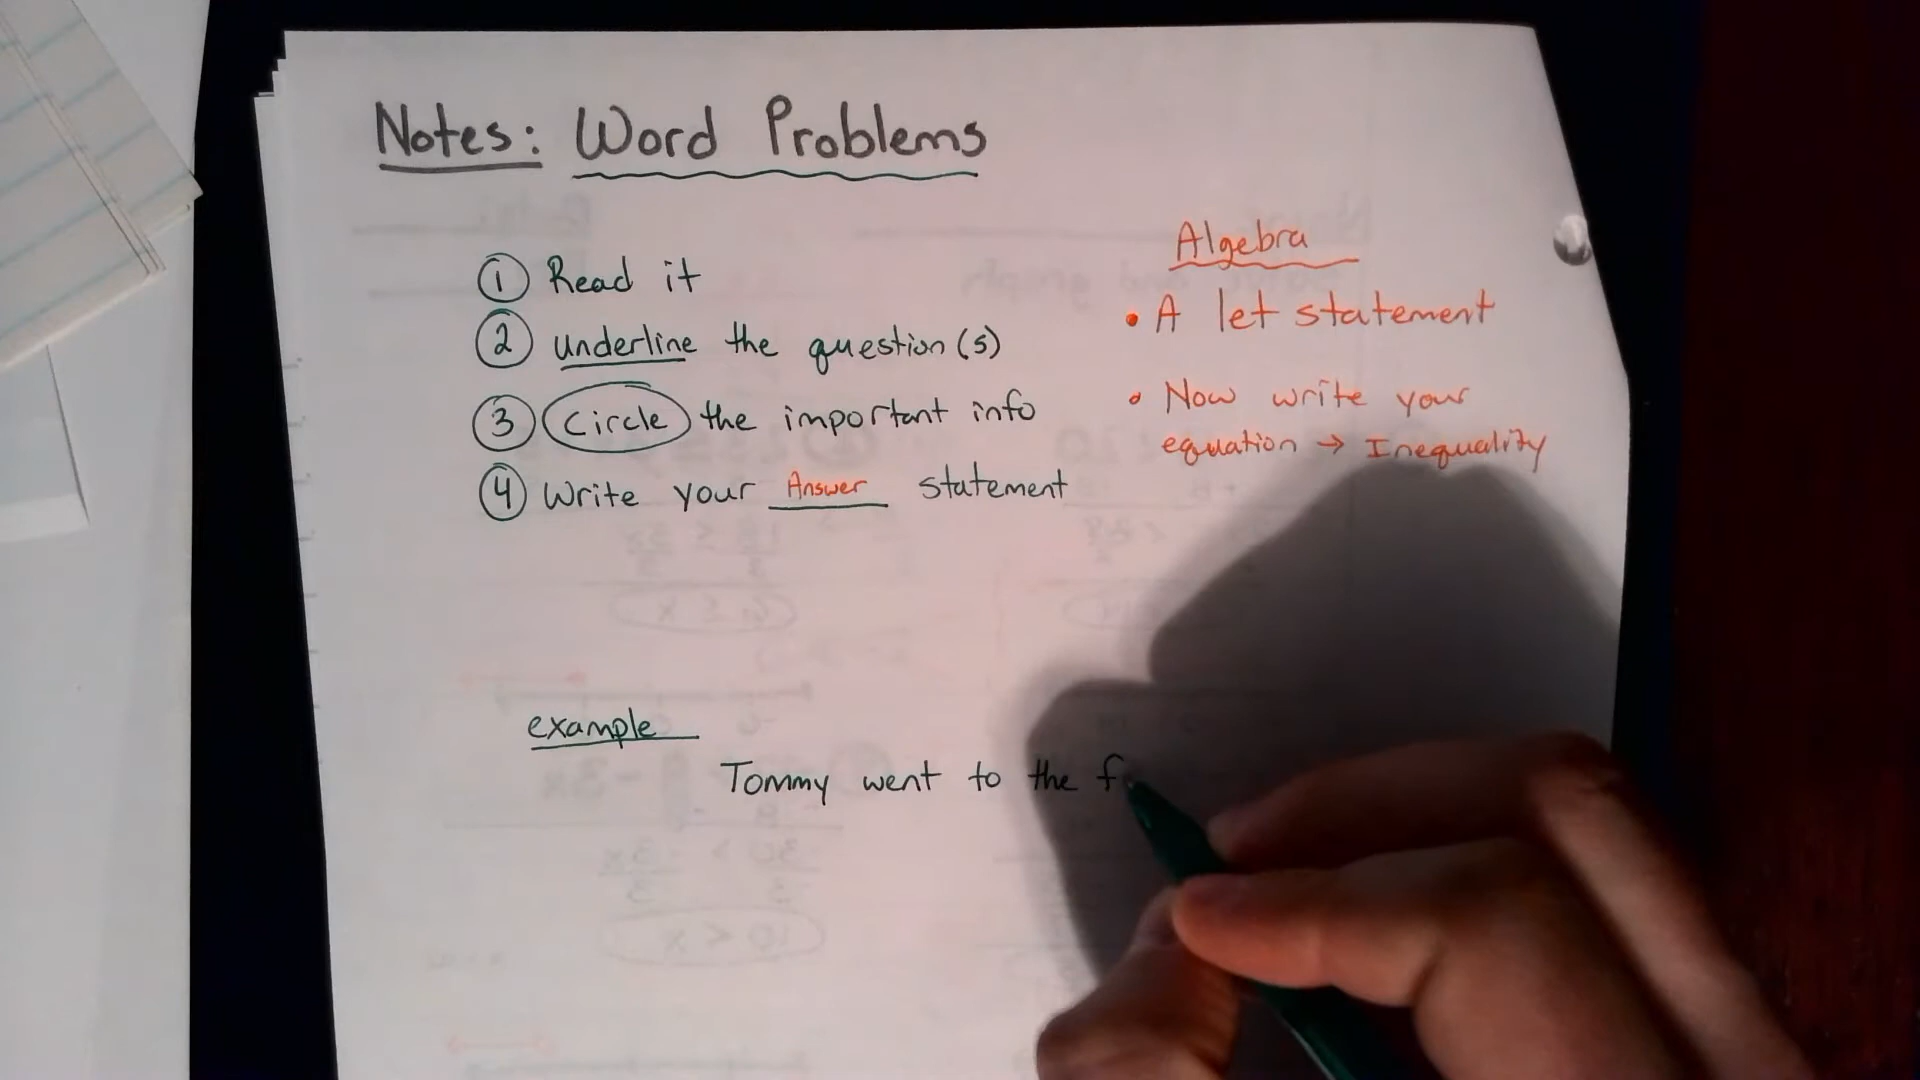 Notes: Word Problems
① Read it
② underline the question(s)
③ Circle the important info
④ Write your Answer statement
Algebra
• A let statement
• Now write your
equation → Inequality
example
Tommy went to the f